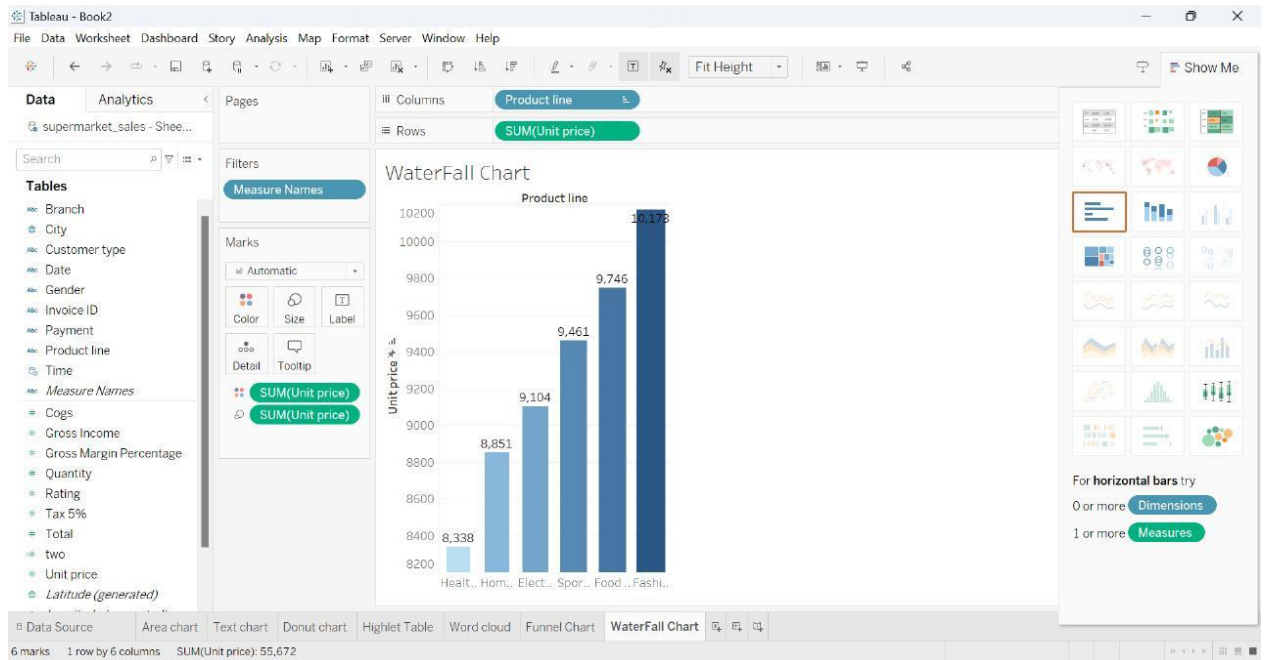 Tableau - Book2
File Data Worksheet Dashboard Story Analysis Map Format Server Window Help
Fit Height
Show Me
Data Analytics
supermarket_sales - Shee...
Search
Tables
Abc Branch
City
Abc Customer type
Abc Date
Abc Gender
Abc Invoice ID
Abc Payment
Abc Product line
Time
Abc Measure Names
# Cogs
# Gross Income
# Gross Margin Percentage
# Quantity
# Rating
# Tax 5%
# Total
two
# Unit price
Latitude (generated)
Pages
Filters
Measure Names
Marks
Automatic
Color Size Label
Detail Tooltip
SUM(Unit price)
SUM(Unit price)
Columns Product line
Rows SUM(Unit price)
WaterFall Chart
Product line
Unit price
10200
10000
9800
9600
9400
9200
9000
8800
8600
8400
8200
8,338
8,851
9,104
9,461
9,746
10,173
Healt.. Hom.. Elect.. Spor.. Food .. Fashi..
For horizontal bars try
0 or more Dimensions
1 or more Measures
Data Source Area chart Text chart Donut chart Highlet Table Word cloud Funnel Chart WaterFall Chart
6 marks 1 row by 6 columns SUM(Unit price): 55,672